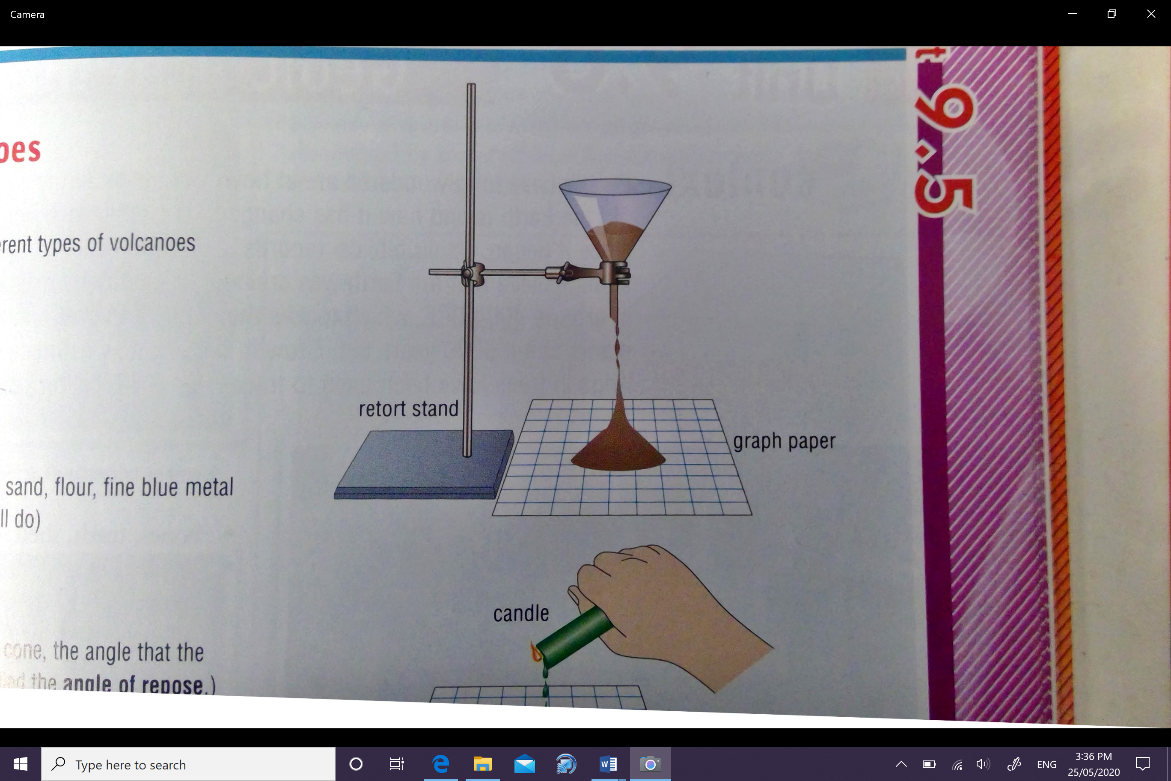 Camera
t 9.5
erent types of volcanoes
retort stand
graph paper
sand, flour, fine blue metal
ll do)
candle
cone, the angle that the
the angle of repose.)
Type here to search
ENG
3:36 PM
25/05/2020